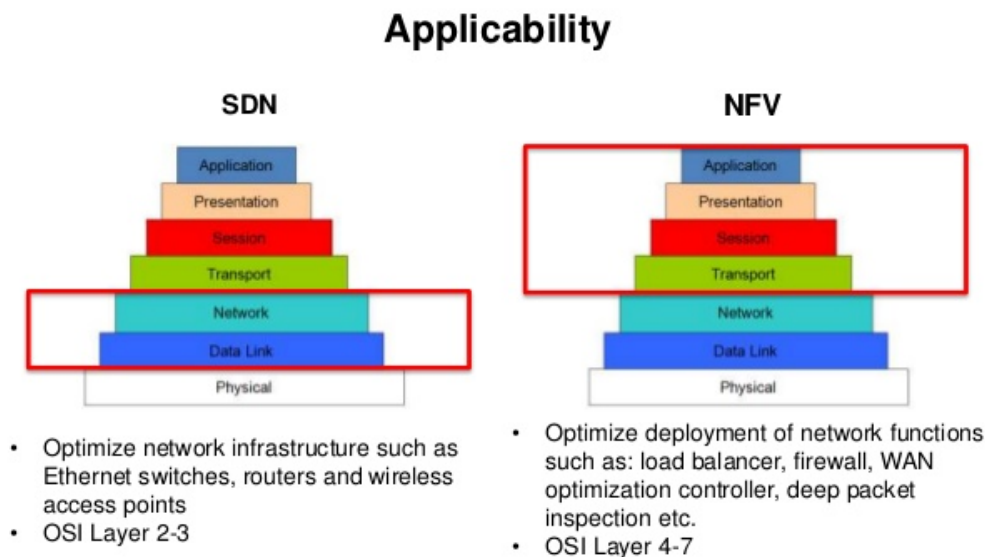 Applicability
SDN
Application
Presentation
Session
Transport
Network
Data Link
Physical
• Optimize network infrastructure such as
Ethernet switches, routers and wireless
access points
• OSI Layer 2-3
NFV
Application
Presentation
Session
Transport
Network
Data Link
Physical
• Optimize deployment of network functions
such as: load balancer, firewall, WAN
optimization controller, deep packet
inspection etc.
• OSI Layer 4-7